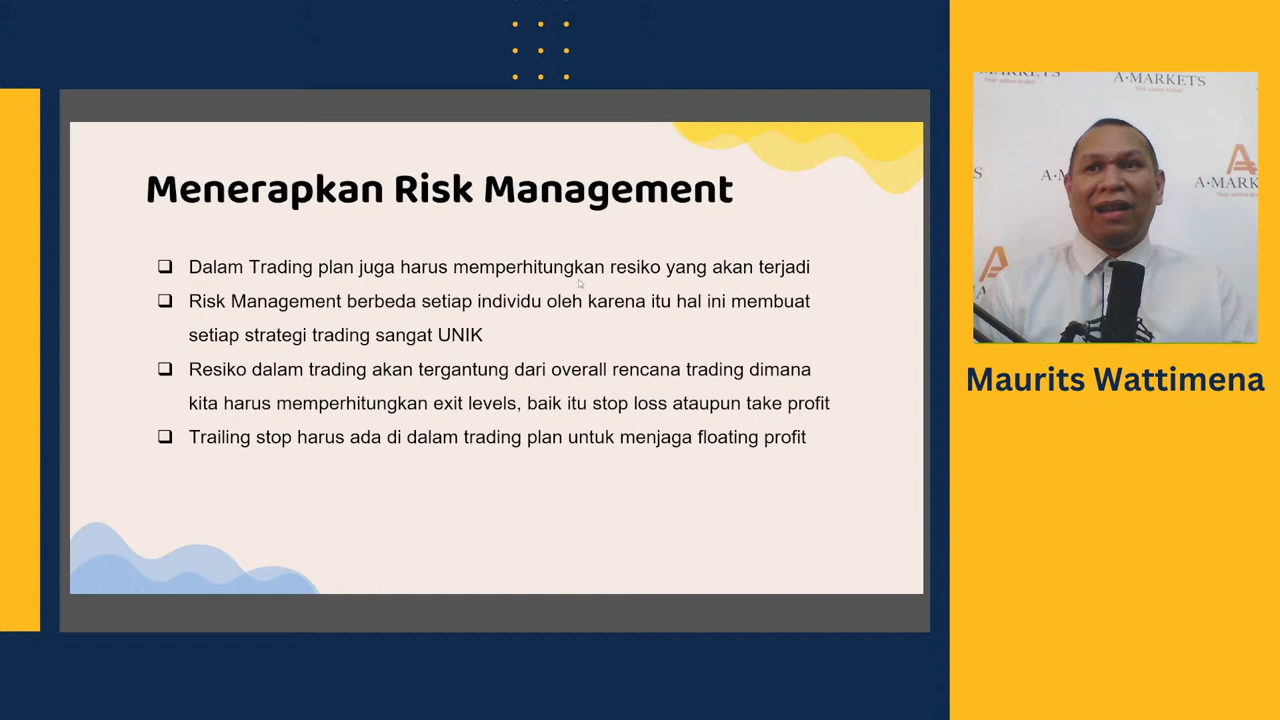 Menerapkan Risk Management
❑ Dalam Trading plan juga harus memperhitungkan resiko yang akan terjadi
❑ Risk Management berbeda setiap individu oleh karena itu hal ini membuat
setiap strategi trading sangat UNIK
❑ Resiko dalam trading akan tergantung dari overall rencana trading dimana
kita harus memperhitungkan exit levels, baik itu stop loss ataupun take profit
❑ Trailing stop harus ada di dalam trading plan untuk menjaga floating profit
A·MARKETS
Maurits Wattimena